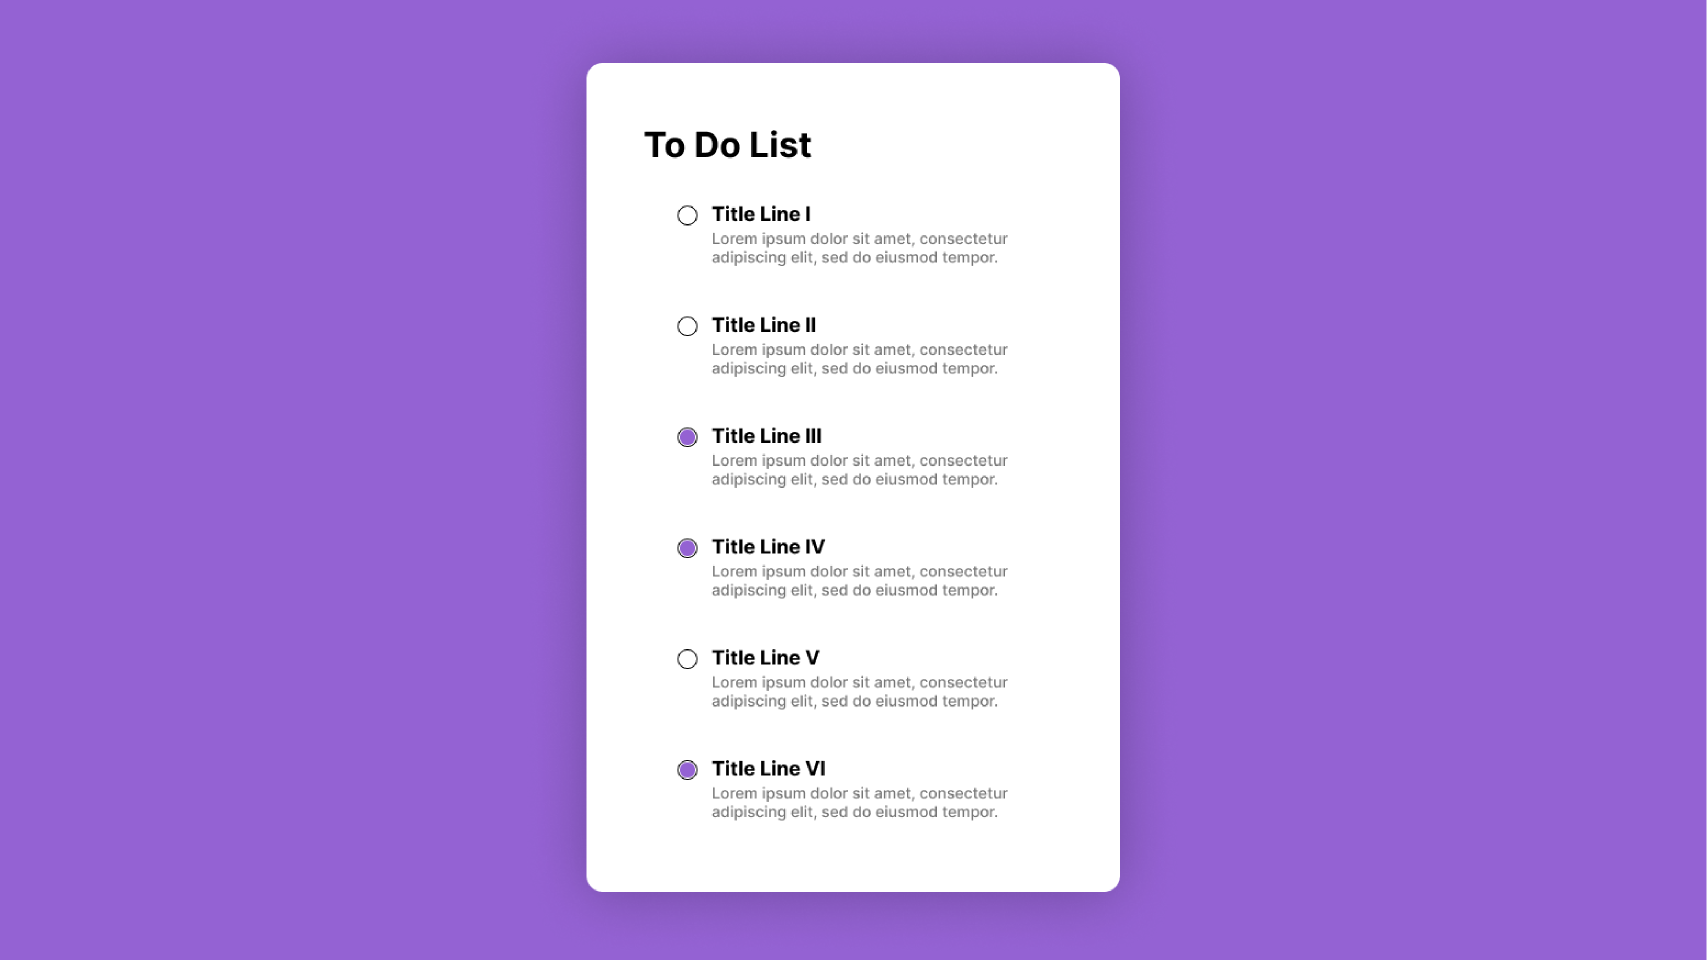 To Do List
Title Line I
Lorem ipsum dolor sit amet, consectetur
adipiscing elit, sed do eiusmod tempor.
Title Line II
Lorem ipsum dolor sit amet, consectetur
adipiscing elit, sed do eiusmod tempor.
Title Line III
Lorem ipsum dolor sit amet, consectetur
adipiscing elit, sed do eiusmod tempor.
Title Line IV
Lorem ipsum dolor sit amet, consectetur
adipiscing elit, sed do eiusmod tempor.
Title Line V
Lorem ipsum dolor sit amet, consectetur
adipiscing elit, sed do eiusmod tempor.
Title Line VI
Lorem ipsum dolor sit amet, consectetur
adipiscing elit, sed do eiusmod tempor.